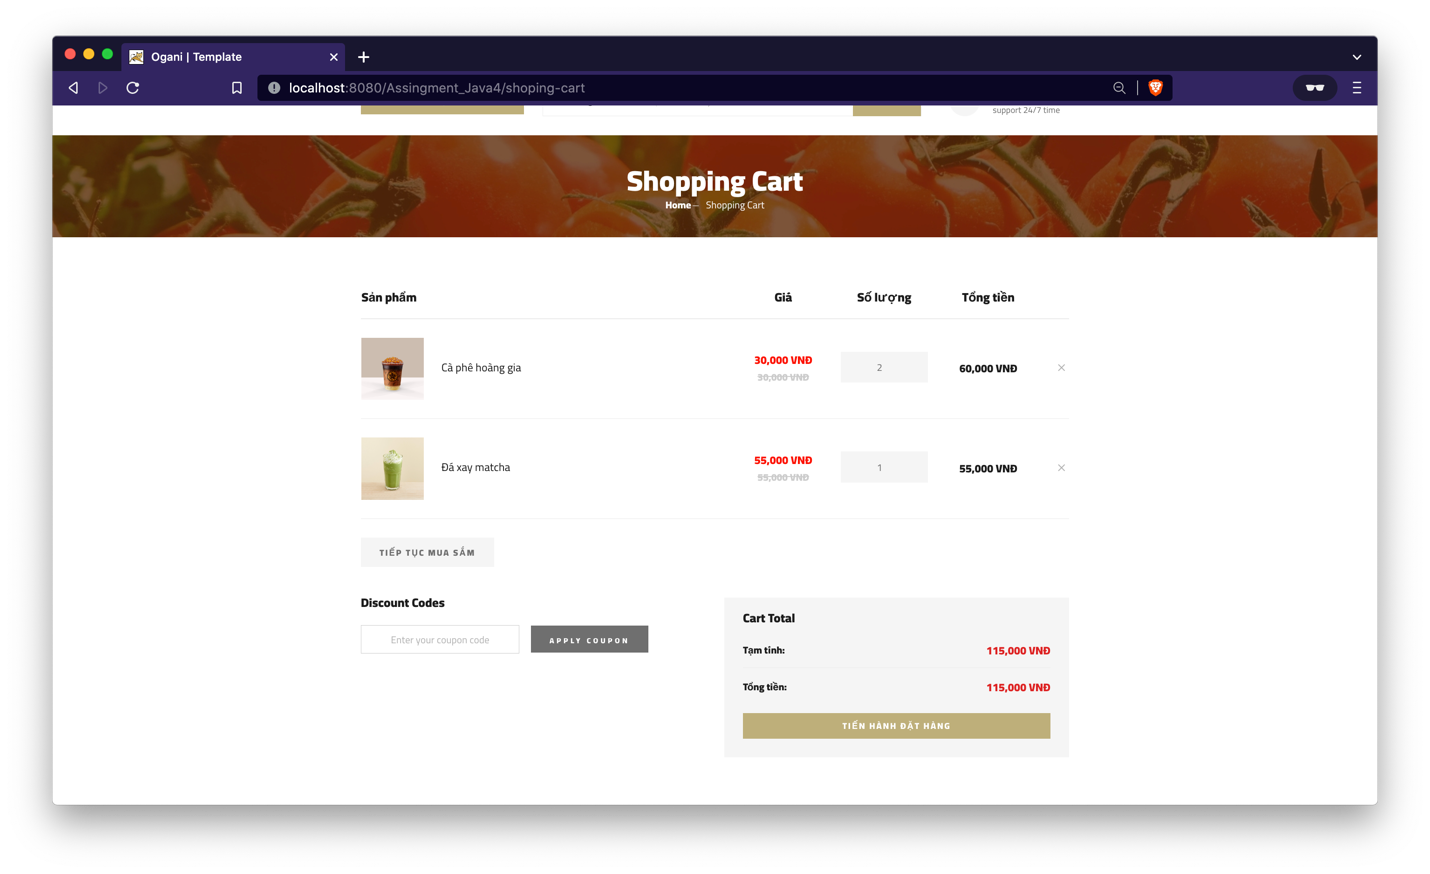 Ogani | Template
localhost:8080/Assingment_Java4/shoping-cart
support 24/7 time
Shopping Cart
Home — Shopping Cart
Sản phẩm Giá Số lượng Tổng tiền
30,000 VNĐ
Cà phê hoàng gia 2 60,000 VNĐ
30,000 VNĐ
55,000 VNĐ
Đá xay matcha 1 55,000 VNĐ
55,000 VNĐ
TIẾP TỤC MUA SẮM
Discount Codes
Enter your coupon code APPLY COUPON
Cart Total
Tạm tính: 115,000 VNĐ
Tổng tiền: 115,000 VNĐ
TIẾN HÀNH ĐẶT HÀNG